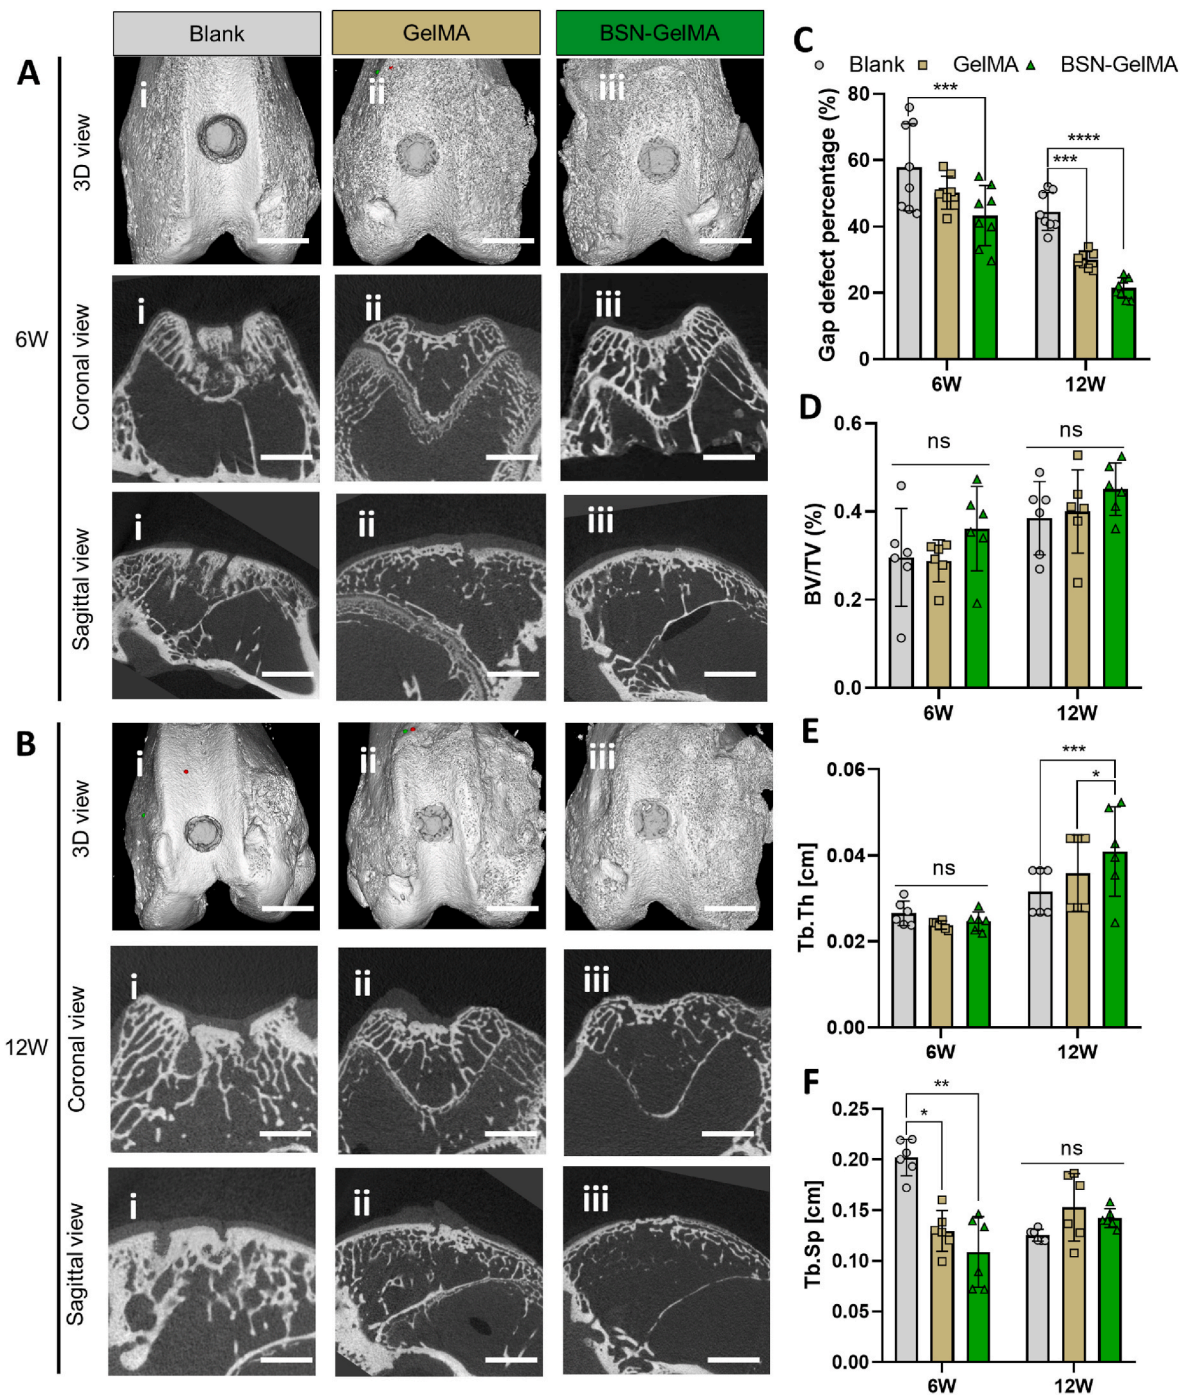 Blank
GelMA
BSN-GelMA
A
6W
3D view
i
ii
iii
Coronal view
i
ii
iii
Sagittal view
i
ii
iii
B
12W
3D view
i
ii
iii
Coronal view
i
ii
iii
Sagittal view
i
ii
iii
C
Blank
GelMA
BSN-GelMA
Gap defect percentage (%)
80
60
40
20
0
***
****
***
6W
12W
D
BV/TV (%)
0.6
0.4
0.2
0.0
ns
ns
6W
12W
E
Tb.Th [cm]
0.06
0.04
0.02
0.00
ns
***
*
6W
12W
F
Tb.Sp [cm]
0.25
0.20
0.15
0.10
0.05
0.00
**
*
ns
6W
12W